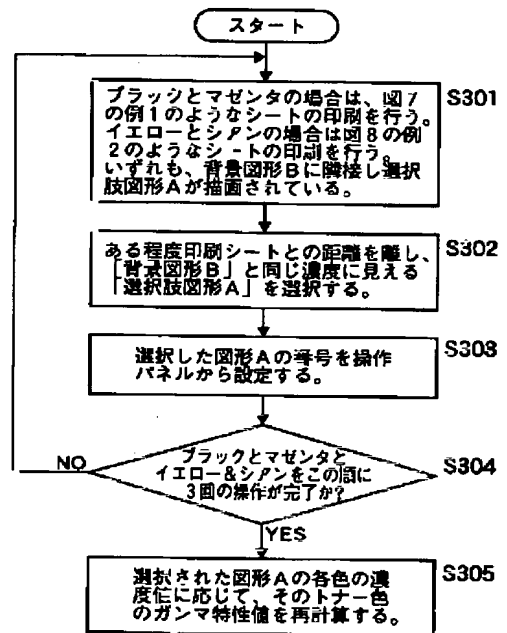 スタート
ブラックとマゼンタの場合は、図7
の例1のようなシートの印刷を行う。
イエローとシアンの場合は図8の例
2のようなシートの印刷を行う。
いずれも、背景図形Bに隣接し選択
肢図形Aが描画されている。
S301
ある程度印刷シートとの距離を離し、
「背景図形B」と同じ濃度に見える
「選択肢図形A」を選択する。
S302
選択した図形Aの番号を操作
パネルから設定する。
S303
ブラックとマゼンタと
イエロー&シアンをこの順に
3回の操作が完了か?
S304
NO
YES
選択された図形Aの各色の濃
度値に応じて、そのトナー色
のガンマ特性値を再計算する。
S305